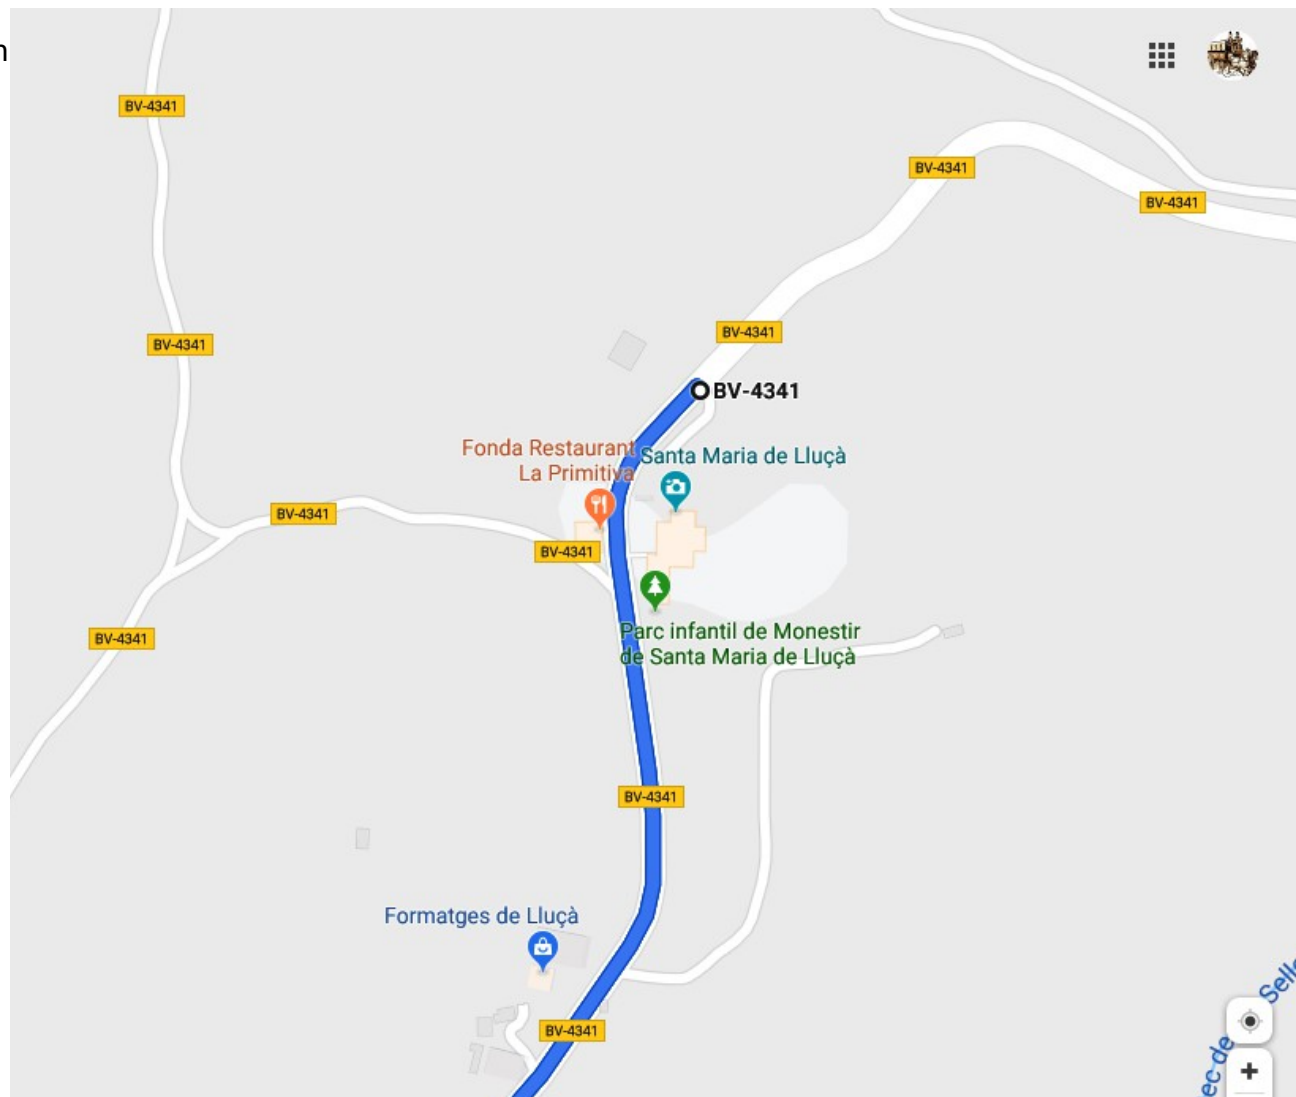 BV-4341
BV-4341
BV-4341
BV-4341
BV-4341
BV-4341
Fonda Restaurant
La Primitiva
Santa Maria de Lluçà
BV-4341
BV-4341
Parc infantil de Monestir
de Santa Maria de Lluçà
BV-4341
BV-4341
Formatges de Lluçà
BV-4341